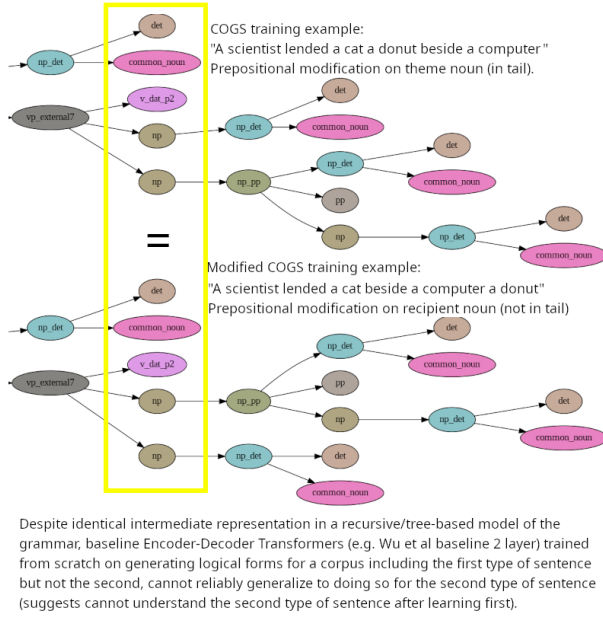 det
COGS training example:
"A scientist lended a cat a donut beside a computer"
Prepositional modification on theme noun (in tail).
np_det
common_noun
vp_external7
v_dat_p2
np
np_det
det
common_noun
np
np_pp
np_det
det
common_noun
pp
np
np_det
det
common_noun
=
Modified COGS training example:
"A scientist lended a cat beside a computer a donut"
Prepositional modification on recipient noun (not in tail)
det
np_det
common_noun
vp_external7
v_dat_p2
np
np_pp
np_det
det
common_noun
pp
np
np_det
det
common_noun
np
np_det
det
common_noun
Despite identical intermediate representation in a recursive/tree-based model of the
grammar, baseline Encoder-Decoder Transformers (e.g. Wu et al baseline 2 layer) trained
from scratch on generating logical forms for a corpus including the first type of sentence
but not the second, cannot reliably generalize to doing so for the second type of sentence
(suggests cannot understand the second type of sentence after learning first).